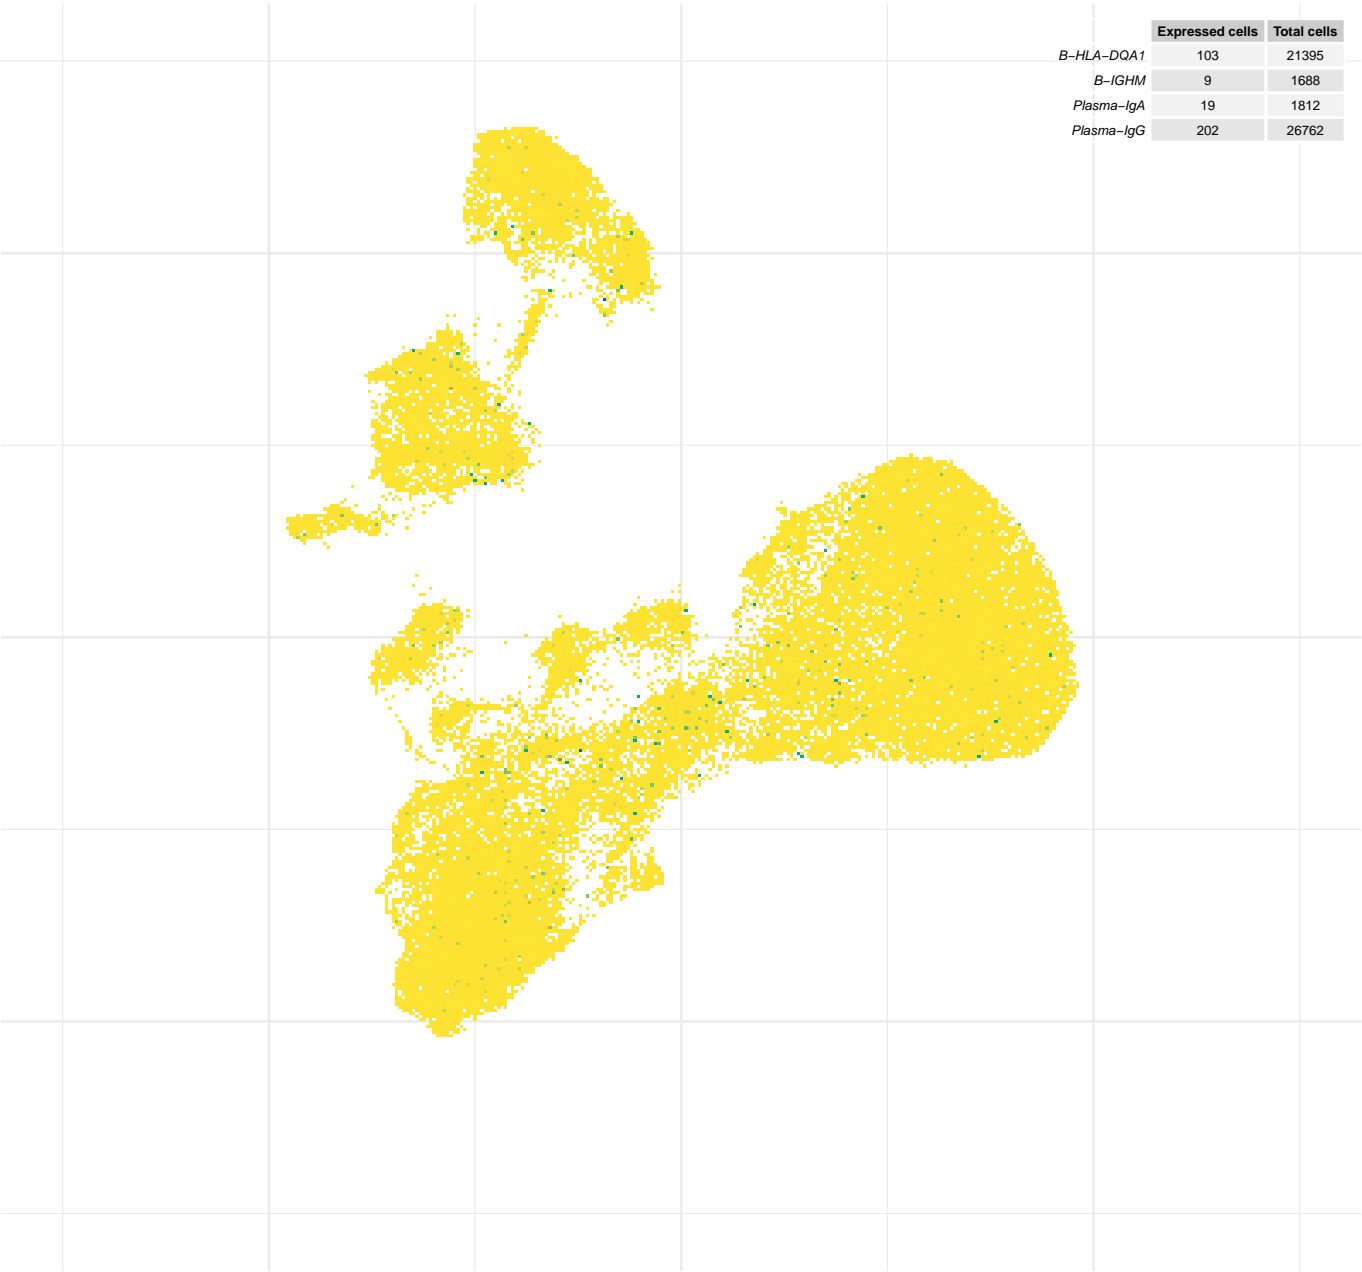 Expressed cells Total cells
B−HLA−DQA1 103 21395
B−IGHM 9 1688
Plasma−IgA 19 1812
Plasma−IgG 202 26762